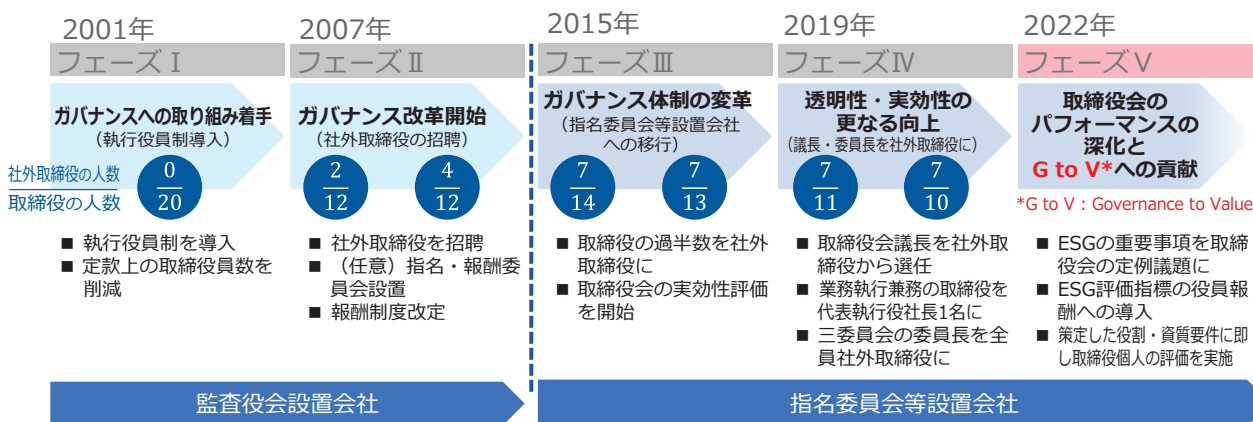 2001年
フェーズⅠ
ガバナンスへの取り組み着手
（執行役員制導入）
社外取締役の人数
取締役の人数
0
20
■ 執行役員制を導入
■ 定款上の取締役員数を
削減
2007年
フェーズⅡ
ガバナンス改革開始
（社外取締役の招聘）
2
12
4
12
■ 社外取締役を招聘
■ （任意）指名・報酬委
員会設置
■ 報酬制度改定
2015年
フェーズⅢ
ガバナンス体制の変革
（指名委員会等設置会社
への移行）
7
14
7
13
■ 取締役の過半数を社外
取締役に
■ 取締役会の実効性評価
を開始
2019年
フェーズⅣ
透明性・実効性の
更なる向上
（議長・委員長を社外取締役に）
7
11
7
10
■ 取締役会議長を社外取
締役から選任
■ 業務執行兼務の取締役を
代表執行役社長1名に
■ 三委員会の委員長を全
員社外取締役に
2022年
フェーズⅤ
取締役会の
パフォーマンスの
深化と
G to V*への貢献
*G to V : Governance to Value
■ ESGの重要事項を取締
役会の定例議題に
■ ESG評価指標の役員報
酬への導入
■ 策定した役割・資質要件に即
し取締役個人の評価を実施
監査役会設置会社
指名委員会等設置会社